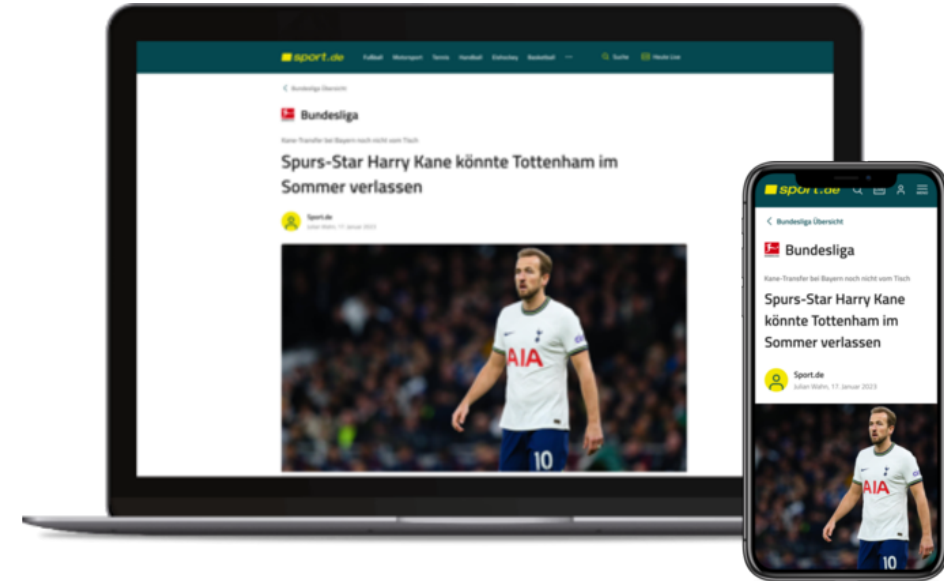 sport.de Fußball Motorsport Tennis Handball Eishockey Basketball ··· Suche Heute Live
Bundesliga Übersicht
Bundesliga
Kane-Transfer bei Bayern noch nicht vom Tisch
Spurs-Star Harry Kane könnte Tottenham im
Sommer verlassen
Sport.de
Julian Wahn, 17. Januar 2023
AIA
10
sport.de
Bundesliga Übersicht
Bundesliga
Kane-Transfer bei Bayern noch nicht vom Tisch
Spurs-Star Harry Kane
könnte Tottenham im
Sommer verlassen
Sport.de
Julian Wahn, 17. Januar 2023
AIA
10